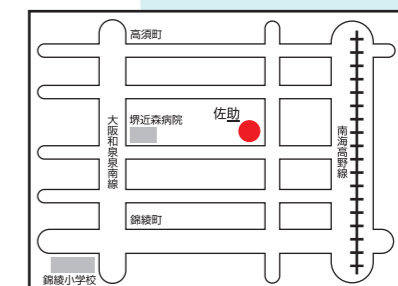 高須町
佐助
堺近森病院
大阪和泉泉南線
南海高野線
錦綾町
錦綾小学校